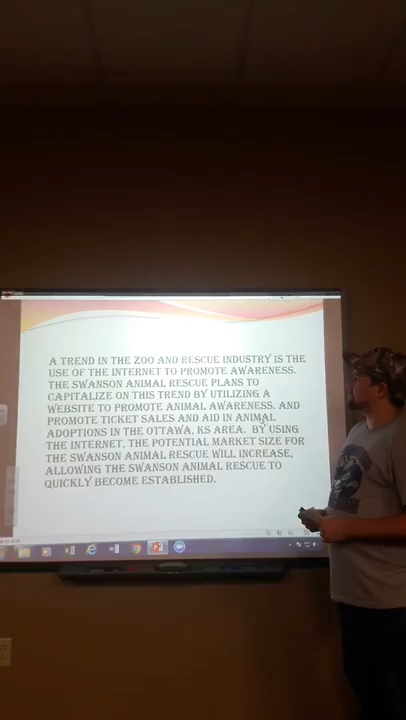 A TREND IN THE ZOO AND RESCUE INDUSTRY IS THE
USE OF THE INTERNET TO PROMOTE AWARENESS.
THE SWANSON ANIMAL RESCUE PLANS TO
CAPITALIZE ON THIS TREND BY UTILIZING A
WEBSITE TO PROMOTE ANIMAL AWARENESS. AND
PROMOTE TICKET SALES AND AID IN ANIMAL
ADOPTIONS IN THE OTTAWA, KS AREA. BY USING
THE INTERNET, THE POTENTIAL MARKET SIZE FOR
THE SWANSON ANIMAL RESCUE WILL INCREASE,
ALLOWING THE SWANSON ANIMAL RESCUE TO
QUICKLY BECOME ESTABLISHED.